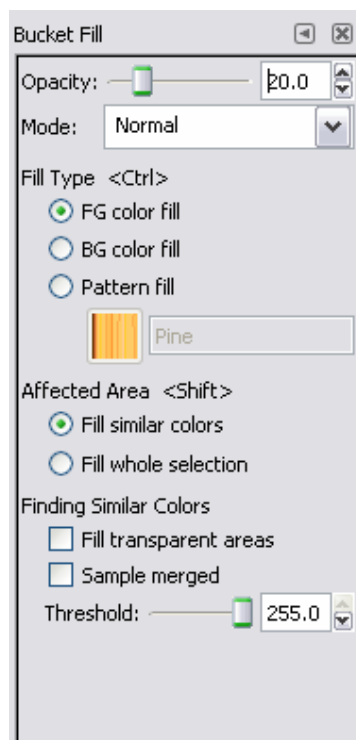 Bucket Fill
Opacity: 20.0
Mode: Normal
Fill Type <Ctrl>
FG color fill
BG color fill
Pattern fill
Pine
Affected Area <Shift>
Fill similar colors
Fill whole selection
Finding Similar Colors
Fill transparent areas
Sample merged
Threshold: 255.0